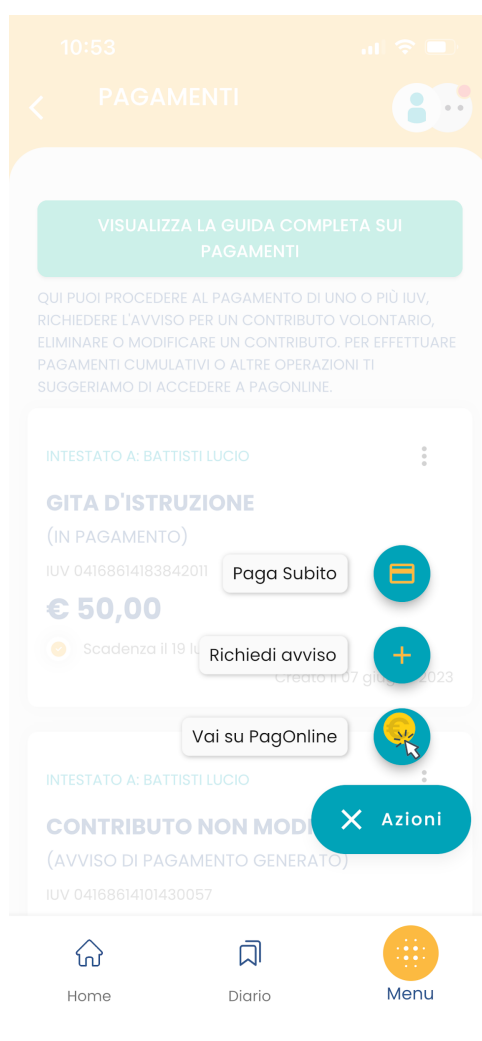 10:53
PAGAMENTI
VISUALIZZA LA GUIDA COMPLETA SUI
PAGAMENTI
QUI PUOI PROCEDERE AL PAGAMENTO DI UNO O PIÙ IUV,
RICHIEDERE L'AVVISO PER UN CONTRIBUTO VOLONTARIO,
ELIMINARE O MODIFICARE UN CONTRIBUTO. PER EFFETTUARE
PAGAMENTI CUMULATIVI O ALTRE OPERAZIONI TI
SUGGERIAMO DI ACCEDERE A PAGONLINE.
INTESTATO A: BATTISTI LUCIO
GITA D'ISTRUZIONE
(IN PAGAMENTO)
IUV 04168614183842011
Paga Subito
€ 50,00
Scadenza il 19
Richiedi avviso
Creato il 07 2023
Vai su PagOnline
INTESTATO A: BATTISTI LUCIO
Azioni
CONTRIBUTO NON
(AVVISO DI PAGAMENTO GENERATO)
IUV 04168614101430057
Home
Diario
Menu